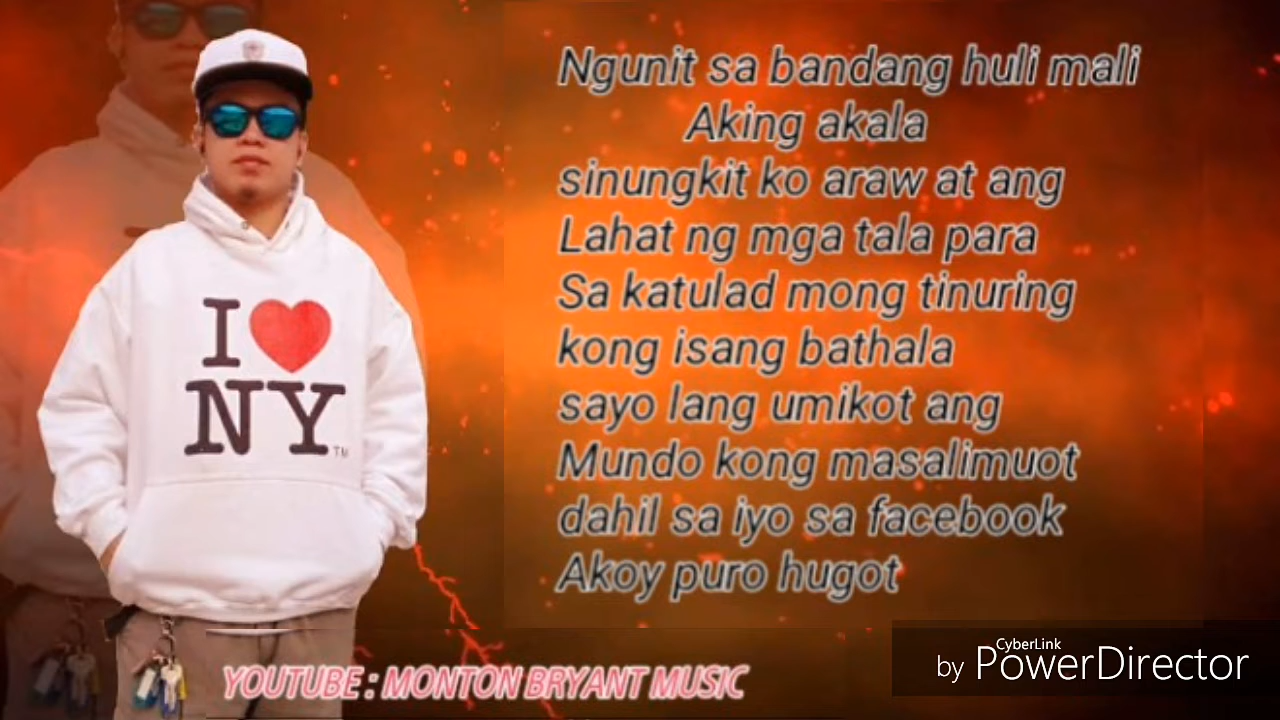 Ngunit sa bandang huli mali
Aking akala
sinungkit ko araw at ang
Lahat ng mga tala para
Sa katulad mong tinuring
kong isang bathala
sayo lang umikot ang
Mundo kong masalimuot
dahil sa iyo sa facebook
Akoy puro hugot
I
NY
TM
YOUTUBE : MONTON BRYANT MUSIC
CyberLink
by PowerDirector